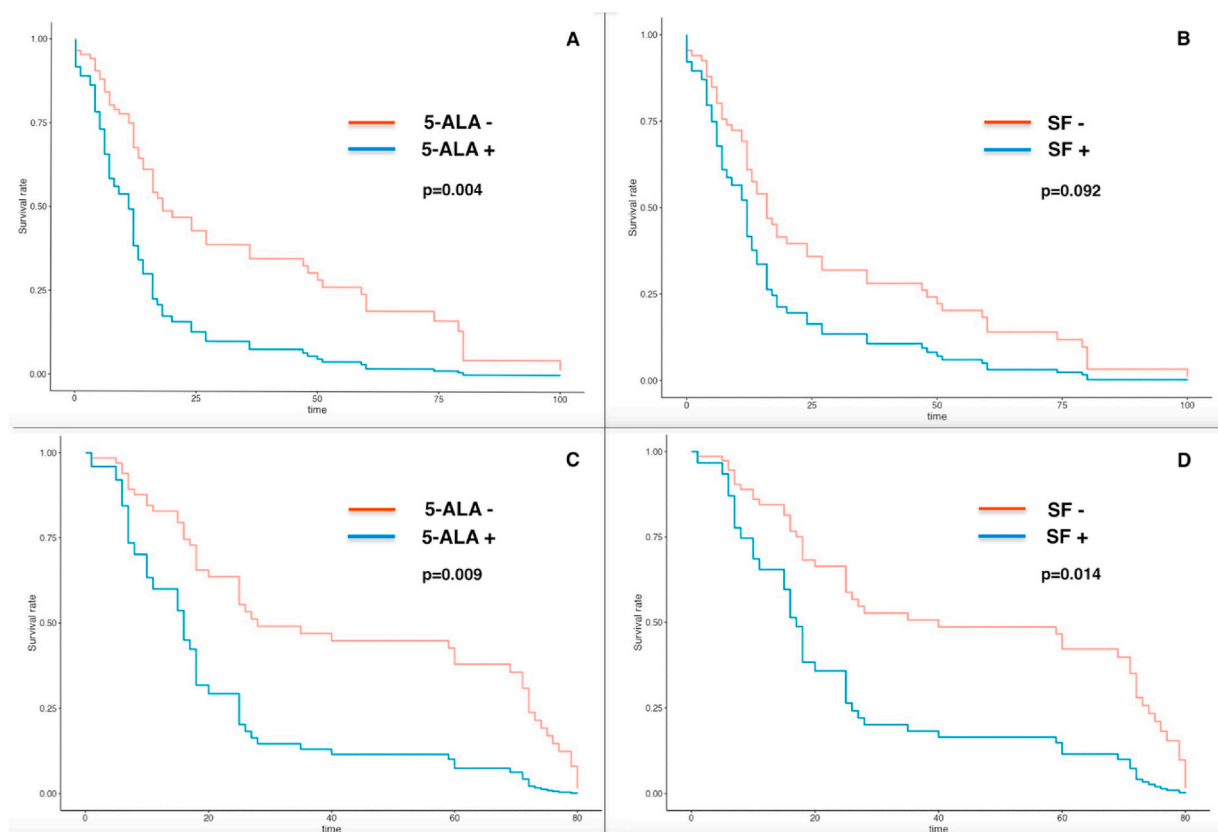 A
1.00
0.75
0.50
0.25
0.00
Survival rate
5-ALA -
5-ALA +
p=0.004
0
25
50
75
100
time
B
1.00
0.75
0.50
0.25
0.00
Survival rate
SF -
SF +
p=0.092
0
25
50
75
100
time
C
1.00
0.75
0.50
0.25
0.00
Survival rate
5-ALA -
5-ALA +
p=0.009
0
20
40
60
80
time
D
1.00
0.75
0.50
0.25
0.00
Survival rate
SF -
SF +
p=0.014
0
20
40
60
80
time